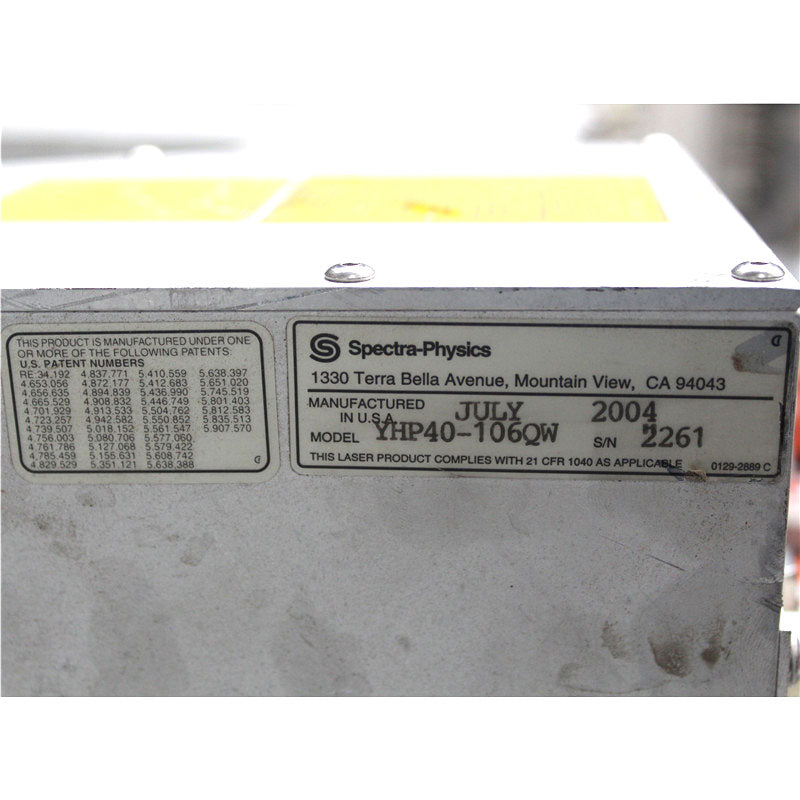 THIS PRODUCT IS MANUFACTURED UNDER ONE
OR MORE OF THE FOLLOWING PATENTS:
U.S. PATENT NUMBERS
RE 34.192 4.837.771 5.410.559 5.638.397
4.653.056 4.872.177 5.412.683 5.651.020
4.656.635 4.894.839 5.436.990 5.745.519
4.665.529 4.908.832 5.446.749 5.801.403
4.701.929 4.913.533 5.504.762 5.812.583
4.723.257 4.942.582 5.550.852 5.835.513
4.739.507 5.018.152 5.561.547 5.907.570
4.756.003 5.080.706 5.577.060
4.761.786 5.127.068 5.579.422
4.785.459 5.155.631 5.608.742
4.829.529 5.351.121 5.638.388
Spectra-Physics
1330 Terra Bella Avenue, Mountain View, CA 94043
MANUFACTURED IN U.S.A. JULY 2004
MODEL YHP40-106QW S/N 2261
THIS LASER PRODUCT COMPLIES WITH 21 CFR 1040 AS APPLICABLE 0129-2889 C